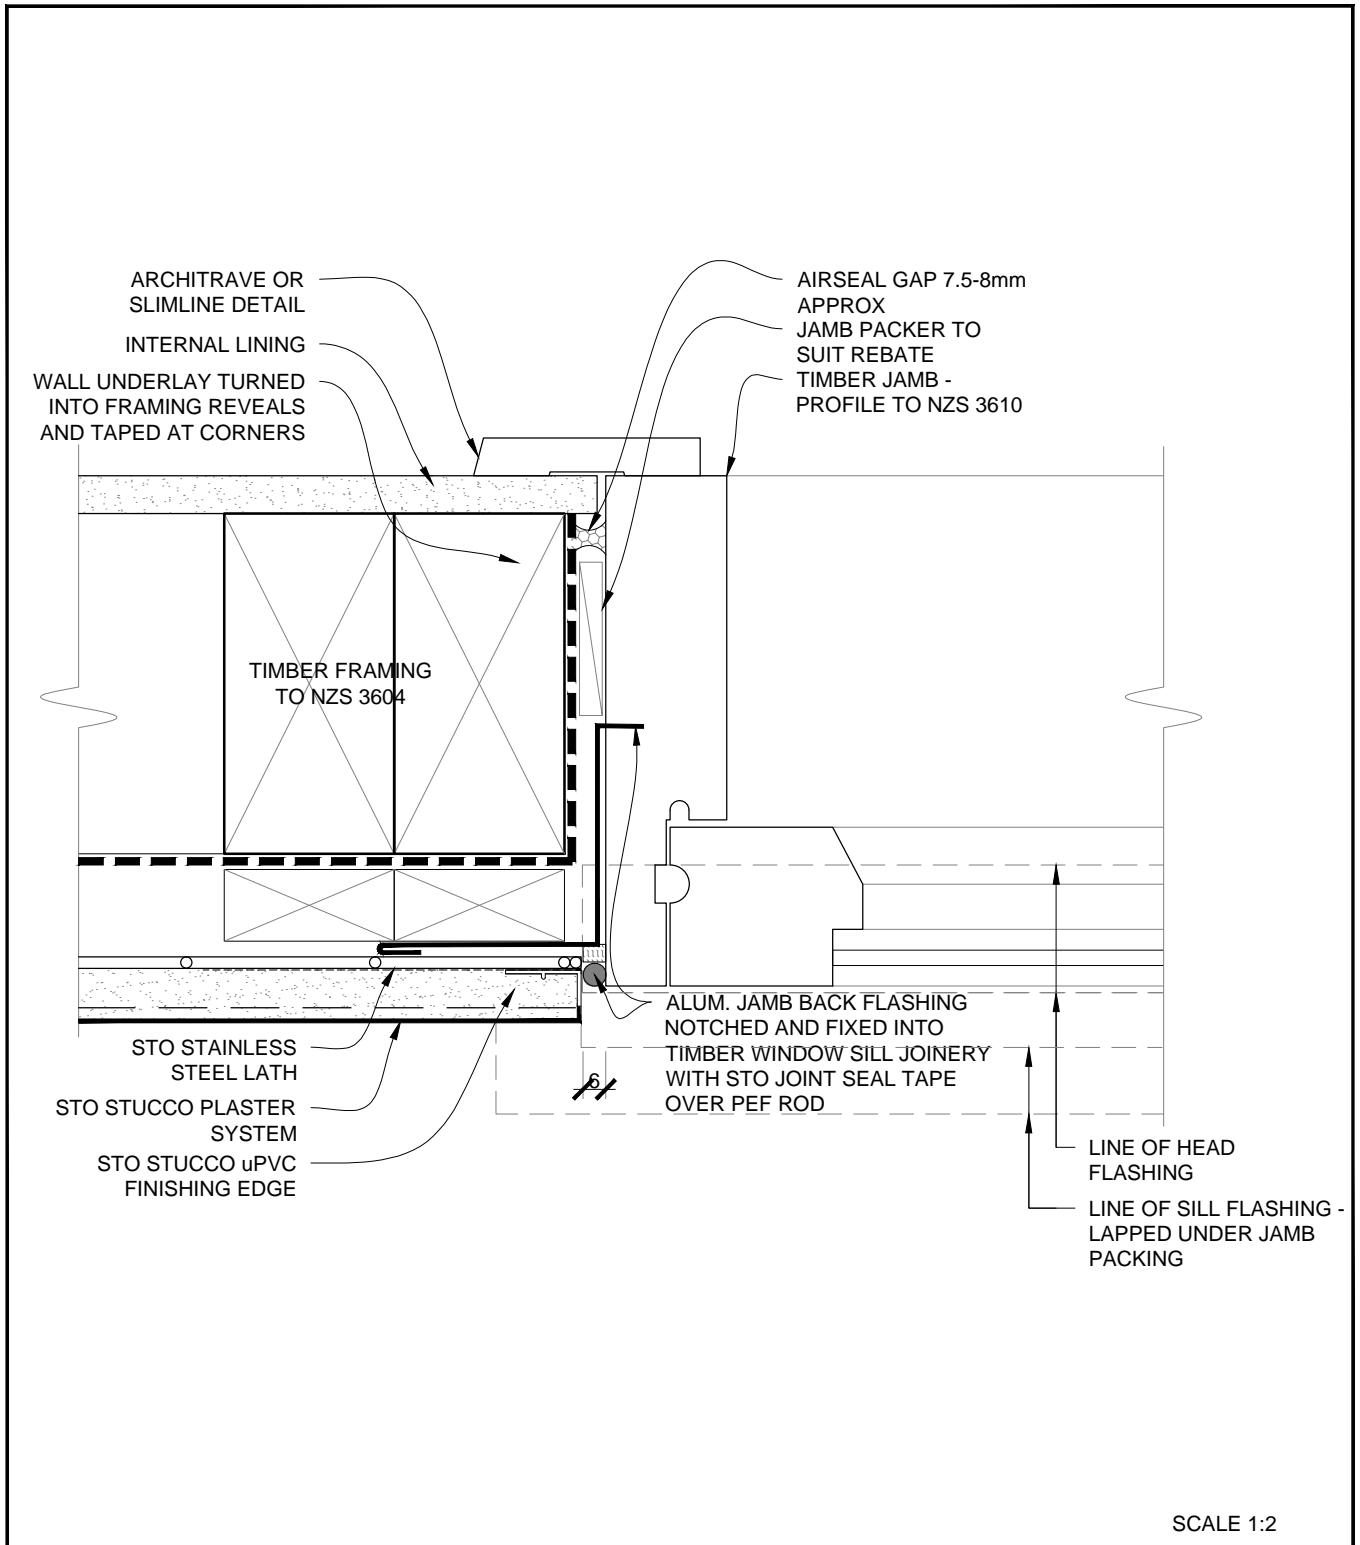 ARCHITRAVE OR
SLIMLINE DETAIL
INTERNAL LINING
WALL UNDERLAY TURNED
INTO FRAMING REVEALS
AND TAPED AT CORNERS
AIRSEAL GAP 7.5-8mm
APPROX
JAMB PACKER TO
SUIT REBATE
TIMBER JAMB -
PROFILE TO NZS 3610
TIMBER FRAMING
TO NZS 3604
STO STAINLESS
STEEL LATH
STO STUCCO PLASTER
SYSTEM
STO STUCCO uPVC
FINISHING EDGE
6
ALUM. JAMB BACK FLASHING
NOTCHED AND FIXED INTO
TIMBER WINDOW SILL JOINERY
WITH STO JOINT SEAL TAPE
OVER PEF ROD
LINE OF HEAD
FLASHING
LINE OF SILL FLASHING -
LAPPED UNDER JAMB
PACKING
SCALE 1:2